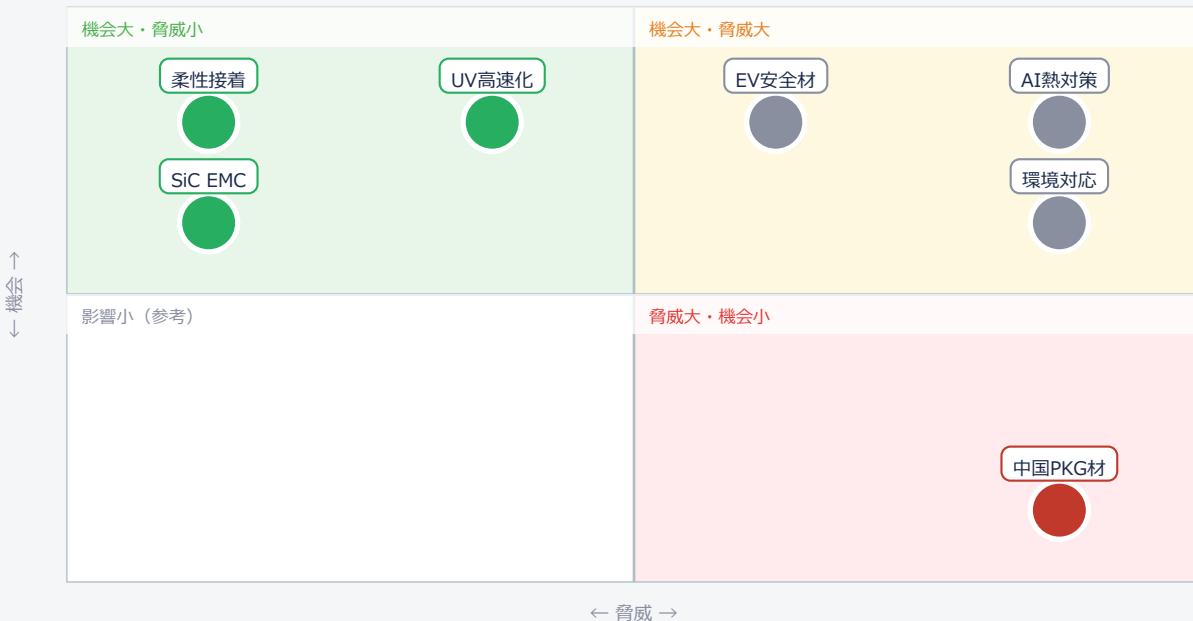 機会大・脅威小
機会大・脅威大
柔性接着
UV高速化
EV安全材
AI熱対策
SiC EMC
環境対応
← 機会 →
影響小（参考）
脅威大・機会小
中国PKG材
← 脅威 →